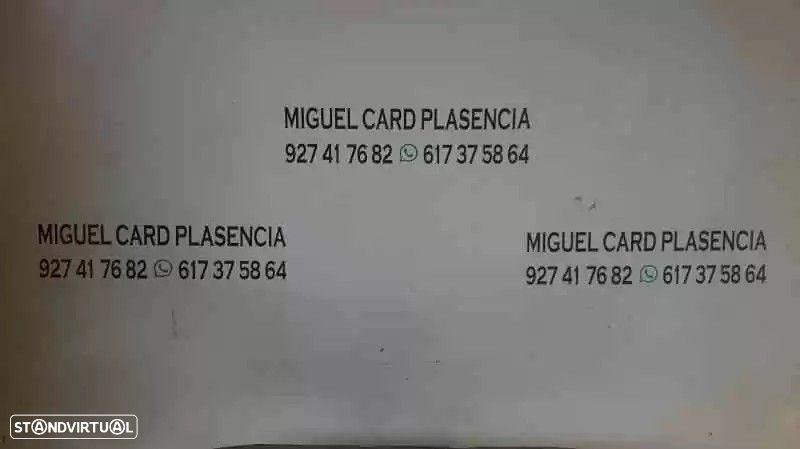 MIGUEL CARD PLASENCIA
927 41 76 82 617 37 58 64
MIGUEL CARD PLASENCIA
927 41 76 82 617 37 58 64
MIGUEL CARD PLASENCIA
927 41 76 82 617 37 58 64
STANDVIRTUAL